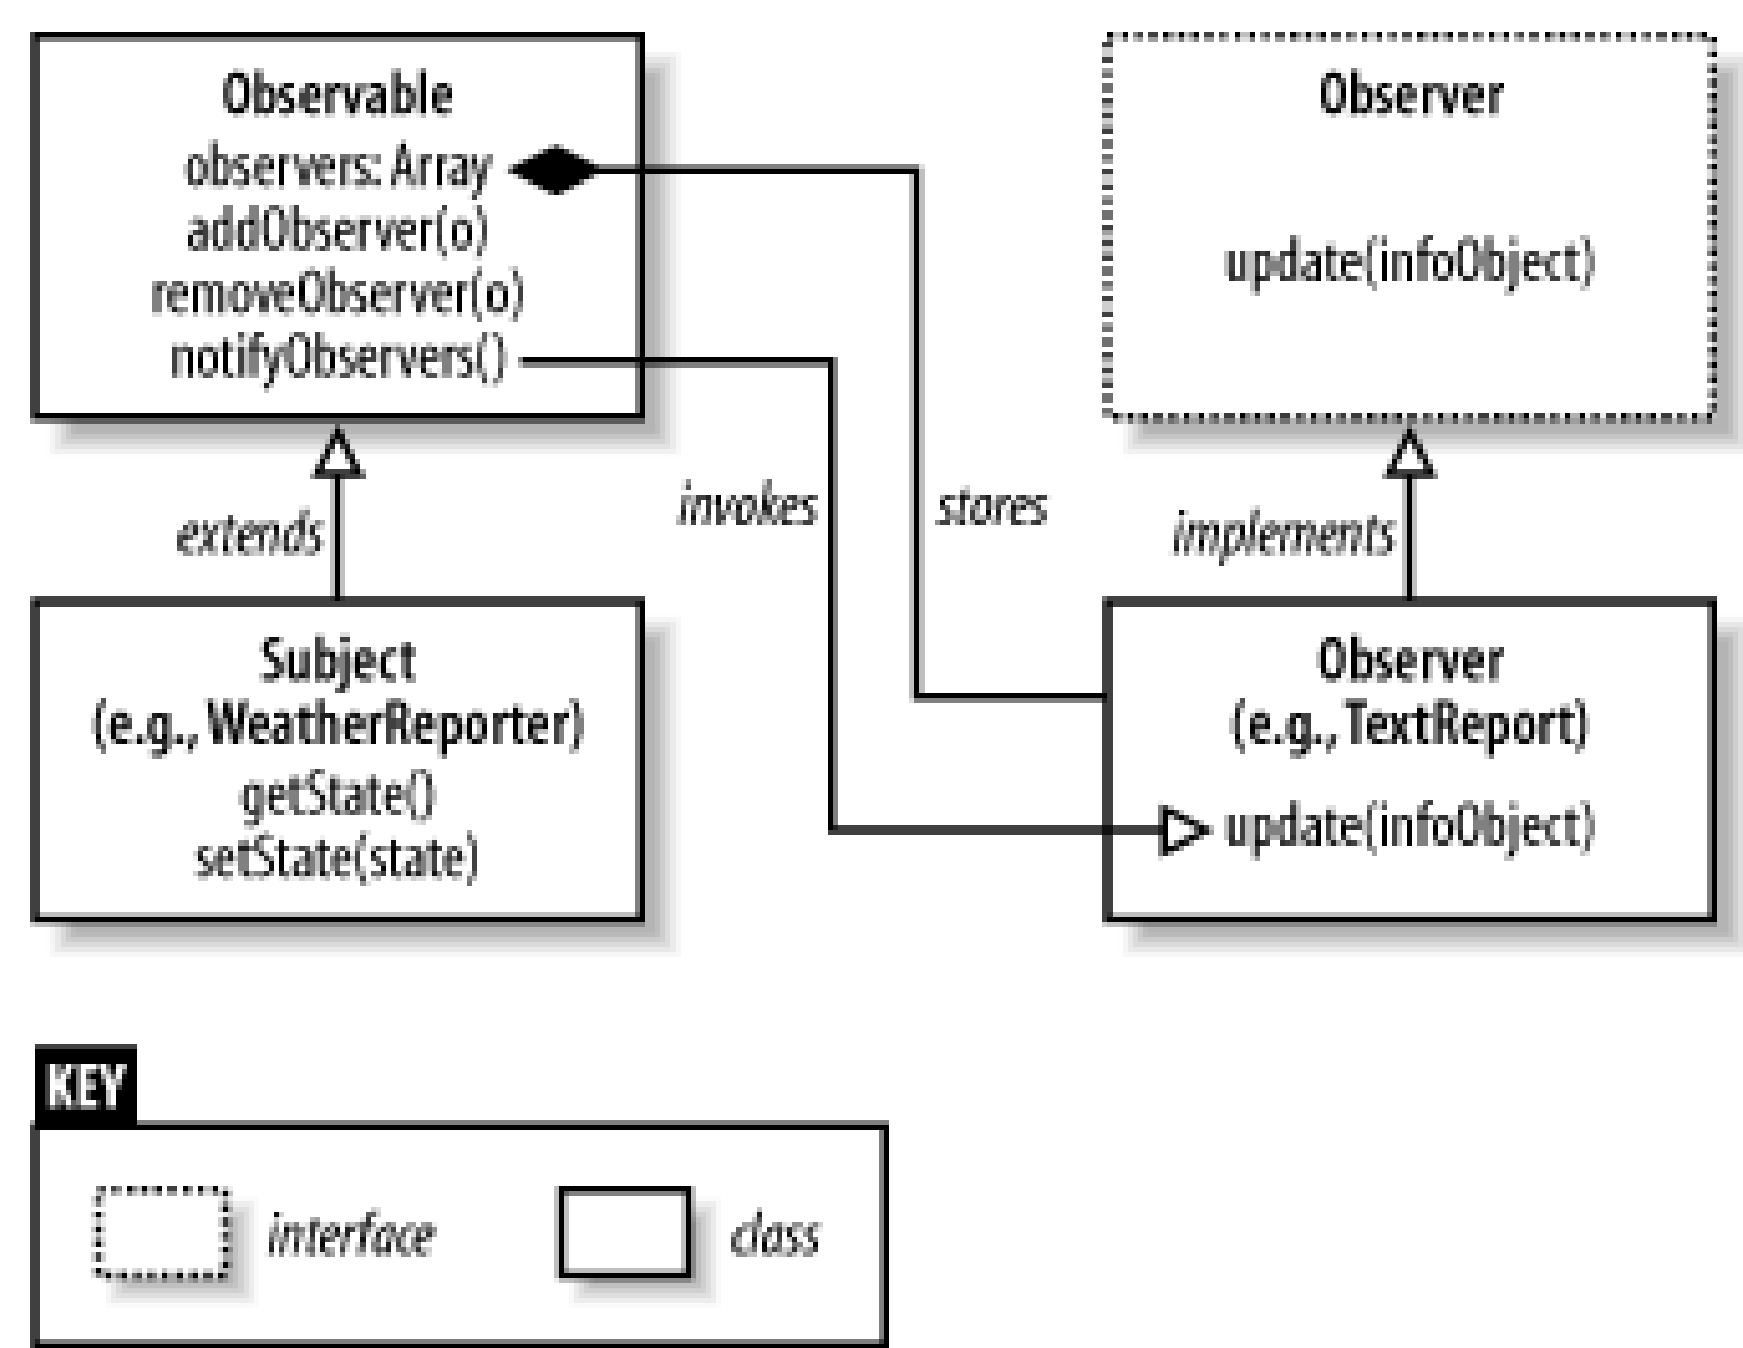 Observable
observers: Array
addObserver(o)
removeObserver(o)
notifyObservers()
Observer
update(infoObject)
extends
invokes
stores
implements
Subject
(e.g., WeatherReporter)
getState()
setState(state)
Observer
(e.g., TextReport)
update(infoObject)
KEY
interface
class